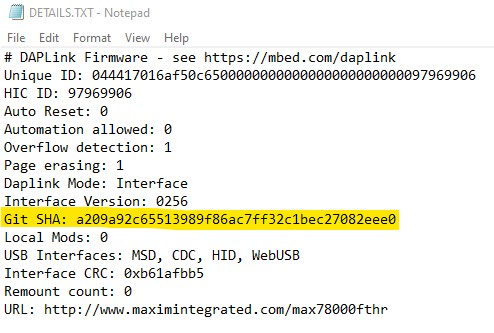 DETAILS.TXT - Notepad
File Edit Format View Help
# DAPLink Firmware - see https://mbed.com/daplink
Unique ID: 044417016af50c6500000000000000000000000097969906
HIC ID: 97969906
Auto Reset: 0
Automation allowed: 0
Overflow detection: 1
Page erasing: 1
Daplink Mode: Interface
Interface Version: 0256
Git SHA: a209a92c65513989f86ac7ff32c1bec27082eee0
Local Mods: 0
USB Interfaces: MSD, CDC, HID, WebUSB
Interface CRC: 0xb61afbb5
Remount count: 0
URL: http://www.maximintegrated.com/max78000fthr